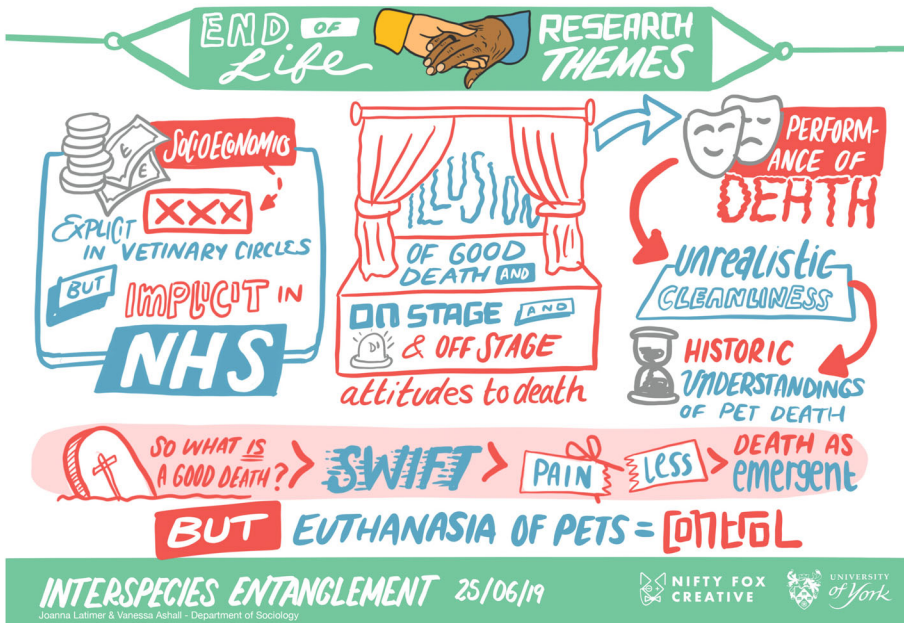 END OF Life
RESEARCH THEMES
SOCIOECONOMICS
£
£
XXX
EXPLICIT
IN VETINARY CIRCLES
BUT
IMPLICIT IN
NHS
ILLUSION
OF GOOD
DEATH AND
ON STAGE AND
& OFF STAGE
attitudes to death
PERFORM-
ANCE OF
DEATH
unrealistic
CLEANLINESS
HISTORIC
UNDERSTANDINGS
OF PET DEATH
SO WHAT IS
A GOOD DEATH?
> SWIFT > PAIN LESS >
DEATH AS
emergent
BUT EUTHANASIA OF PETS = CONTROL
INTERSPECIES ENTANGLEMENT 25/06/19
Joanna Latimer & Vanessa Ashall - Department of Sociology
NIFTY FOX
CREATIVE
UNIVERSITY
of York